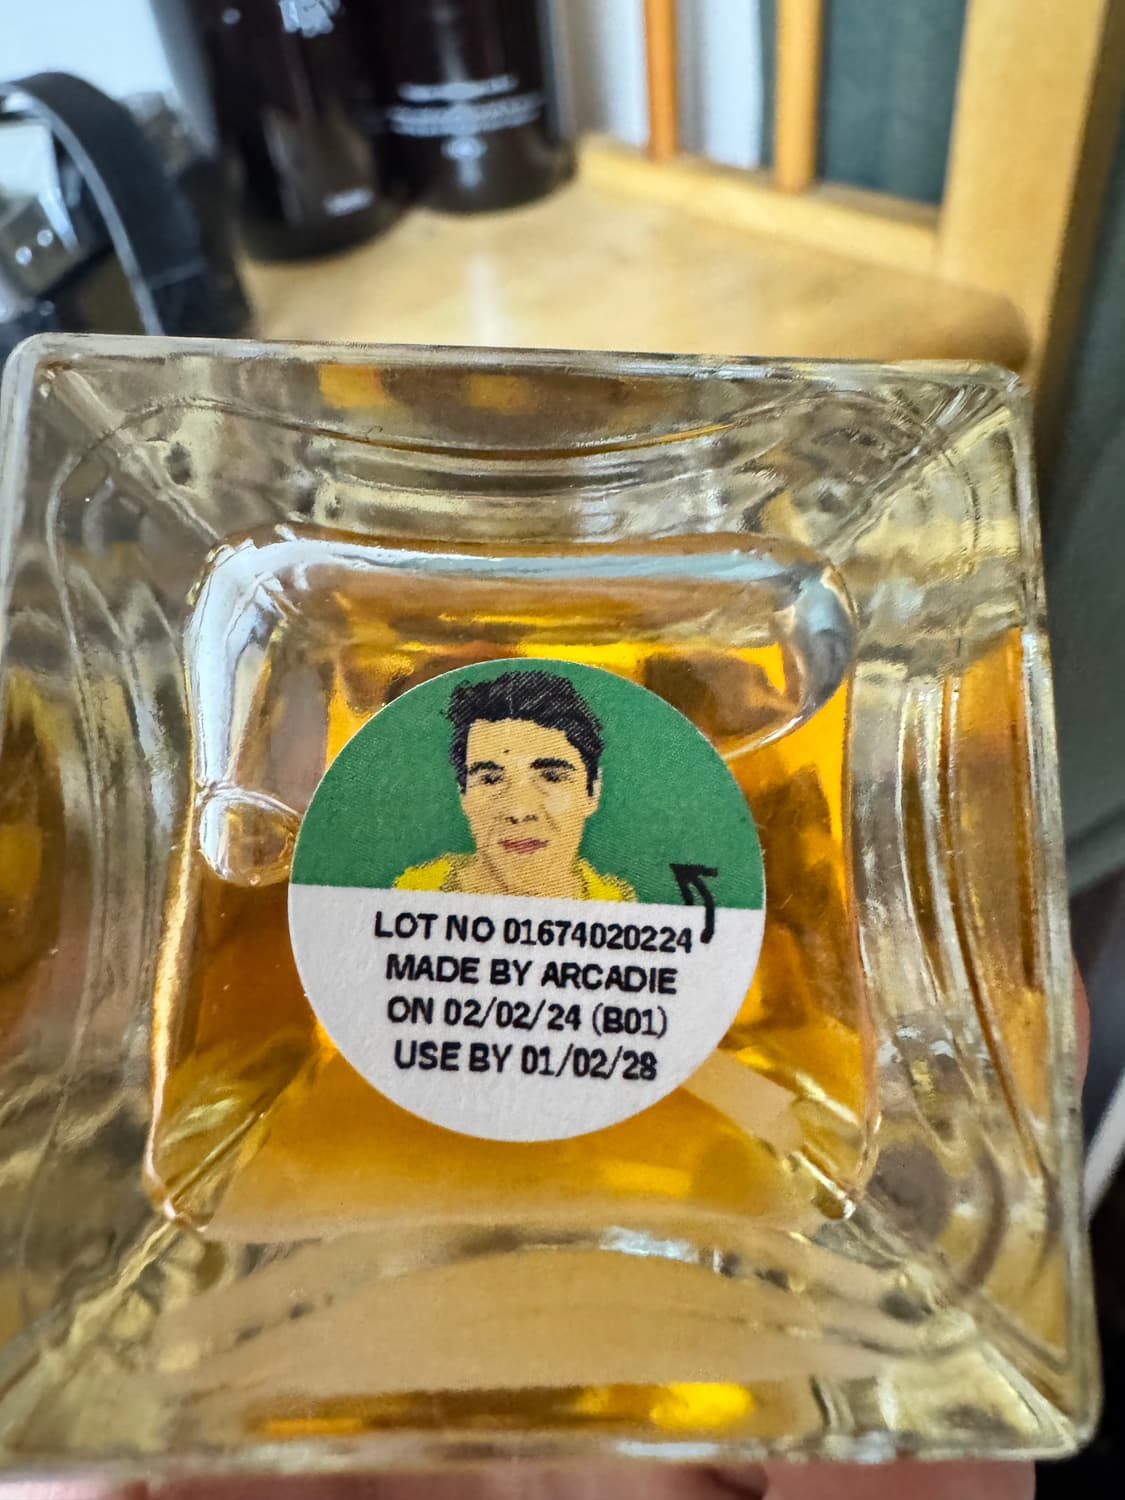 LOT NO 01674020224
MADE BY ARCADIE
ON 02/02/24 (B01)
USE BY 01/02/28